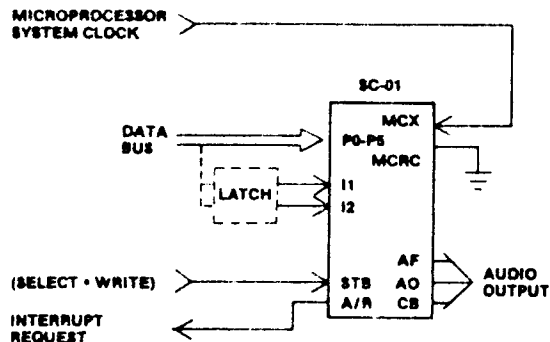 MICROPROCESSOR
SYSTEM CLOCK
SC-01
MCX
DATA
BUS
P0-P5
MCRC
LATCH
I1
I2
AF
(SELECT • WRITE)
STB
AO
AUDIO
OUTPUT
A/R
CB
INTERRUPT
REQUEST